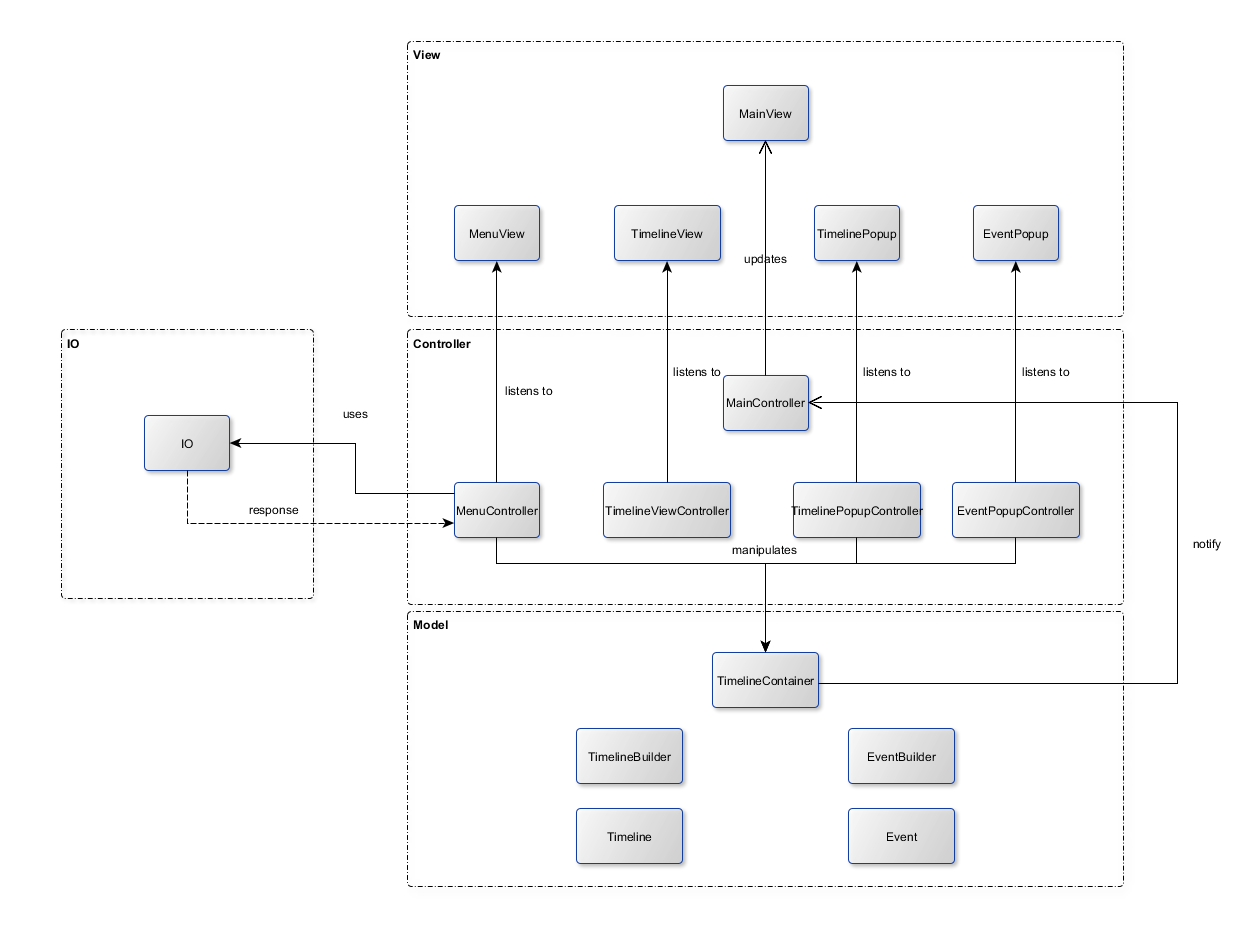 View
MainView
MenuView
TimelineView
TimelinePopup
EventPopup
updates
IO
Controller
listens to
listens to
listens to
listens to
MainController
uses
IO
response
MenuController
TimelineViewController
TimelinePopupController
EventPopupController
manipulates
notify
Model
TimelineContainer
TimelineBuilder
EventBuilder
Timeline
Event